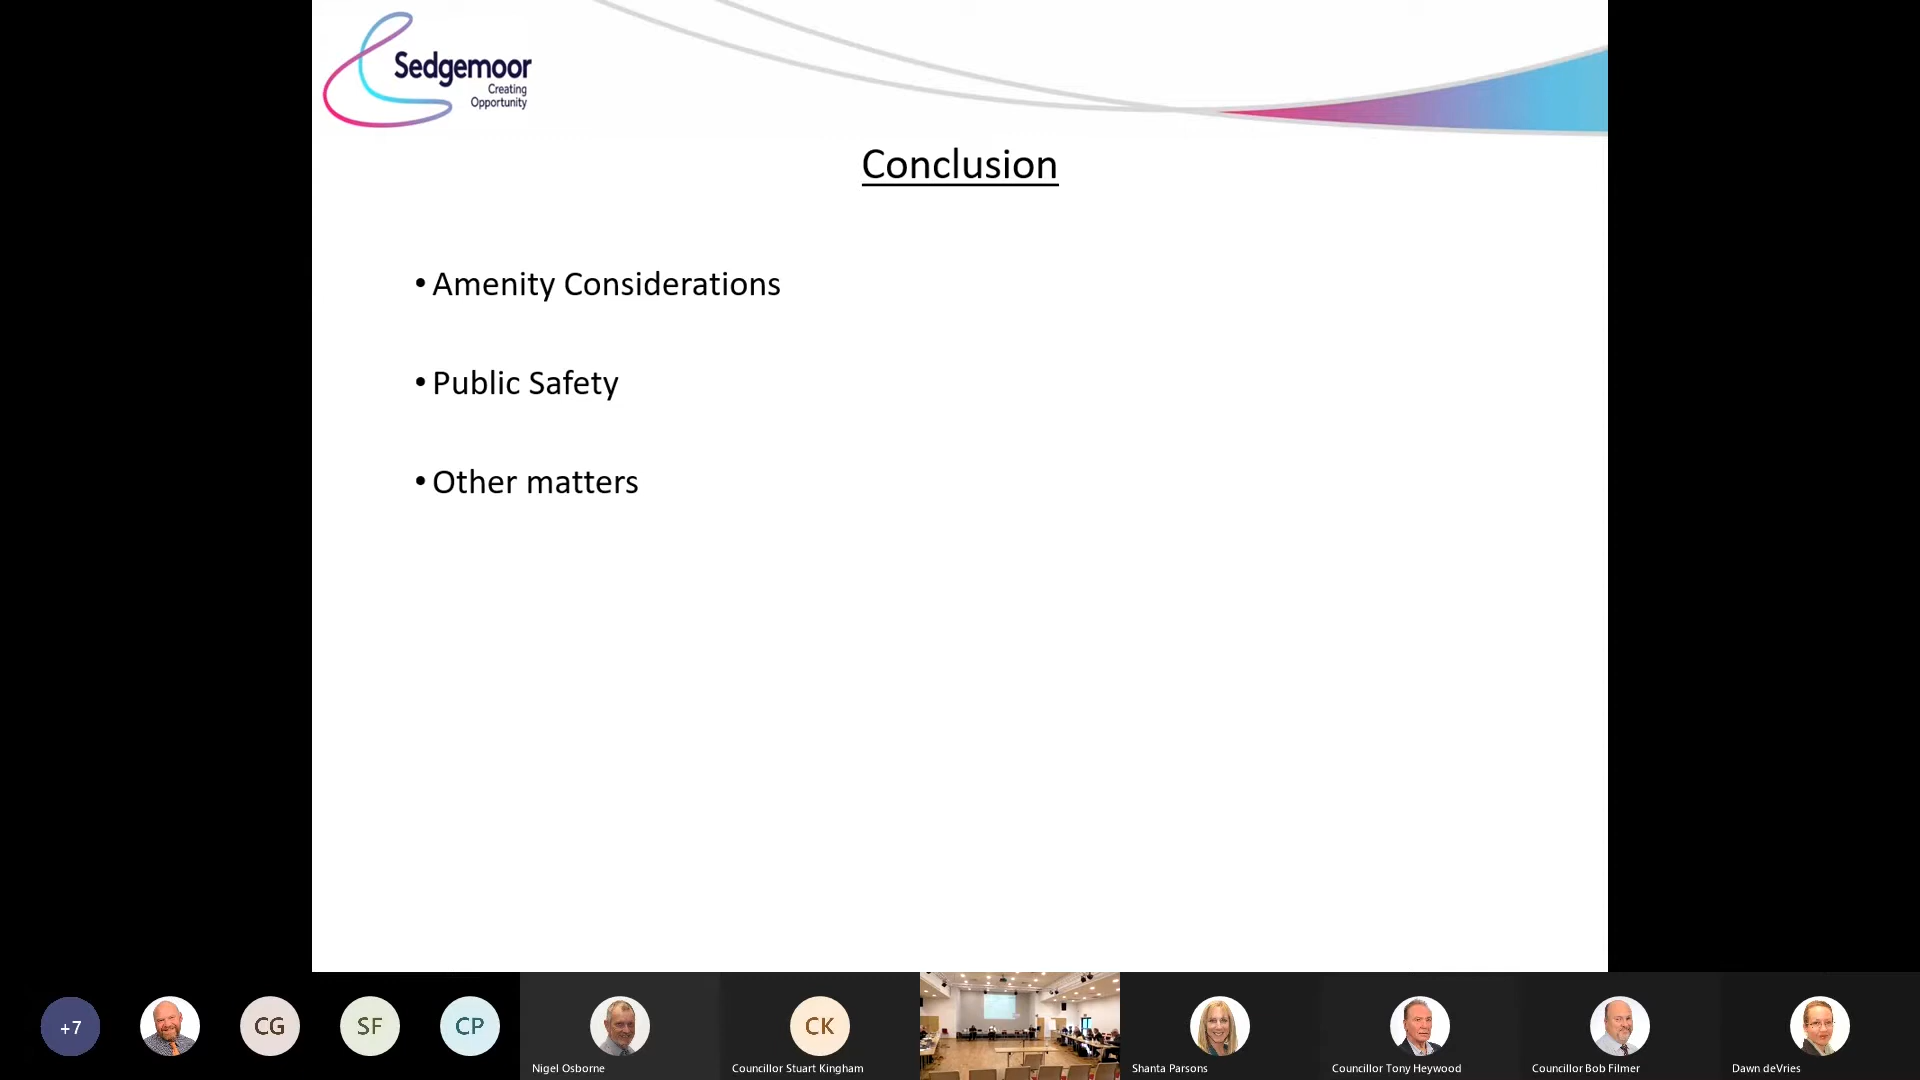 Sedgemoor
Creating
Opportunity
Conclusion
• Amenity Considerations
• Public Safety
• Other matters
+7
CG
SF
CP
CK
Nigel Osborne
Councillor Stuart Kingham
Shanta Parsons
Councillor Tony Heywood
Councillor Bob Filmer
Dawn deVries